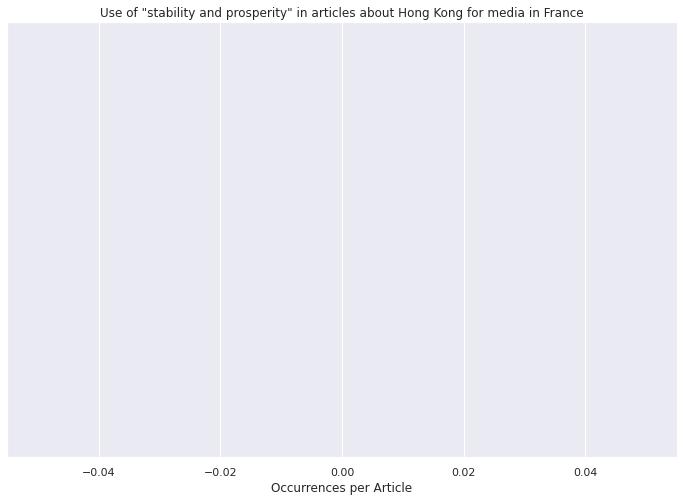 Use of "stability and prosperity" in articles about Hong Kong for media in France
−0.04 −0.02 0.00 0.02 0.04
Occurrences per Article